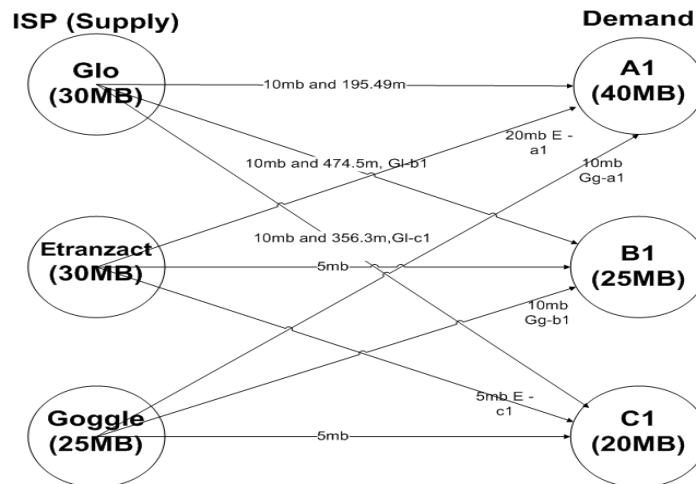 ISP (Supply)
Demand
Glo
(30MB)
10mb and 195.49m
A1
(40MB)
20mb E -
a1
10mb and 474.5m, Gl-b1
10mb
Gg-a1
Etranzact
(30MB)
10mb and 356.3m,Gl-c1
5mb
B1
(25MB)
10mb
Gg-b1
5mb E -
c1
Goggle
(25MB)
5mb
C1
(20MB)